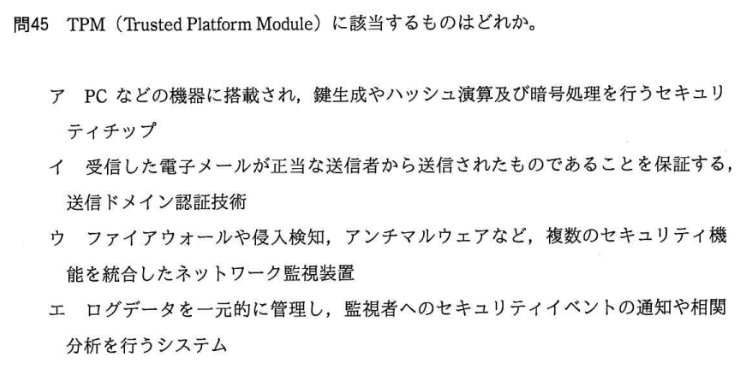 問45 TPM（Trusted Platform Module）に該当するものはどれか。
ア PC などの機器に搭載され，鍵生成やハッシュ演算及び暗号処理を行うセキュリ
ティチップ
イ 受信した電子メールが正当な送信者から送信されたものであることを保証する，
送信ドメイン認証技術
ウ ファイアウォールや侵入検知，アンチマルウェアなど，複数のセキュリティ機
能を統合したネットワーク監視装置
エ ログデータを一元的に管理し，監視者へのセキュリティイベントの通知や相関
分析を行うシステム